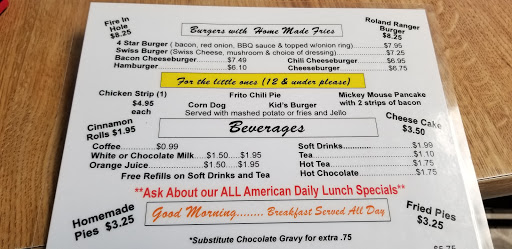 Fire In
Hole
$8.25
Burgers with Home Made Fries
Roland Ranger
Burger
$8.25
4 Star Burger ( bacon, red onion, BBQ sauce & topped w/onion ring)..............$7.95
Swiss Burger (Swiss Cheese, mushroom & choice of dressing)..............$7.25
Bacon Cheeseburger..............$7.49
Chili Cheeseburger..............$6.95
Hamburger..............$6.10
Cheeseburger..............$6.75
For the little ones (12 & under please)
Chicken Strip (1)
$4.95
each
Frito Chili Pie
Mickey Mouse Pancake
with 2 strips of bacon
Corn Dog
Kid's Burger
Served with mashed potato or fries and Jello
Cinnamon
Rolls $1.95
Beverages
Cheese Cake
$3.50
Coffee..............$0.99
Soft Drinks..............$1.99
White or Chocolate Milk.....$1.50.....$1.95
Tea..............$1.10
Orange Juice..............$1.50.....$1.95
Hot Tea..............$1.75
Free Refills on Soft Drinks and Tea
Hot Chocolate..............$1.75
**Ask About our ALL American Daily Lunch Specials**
Homemade
Pies $3.25
Good Morning........ Breakfast Served All Day
Fried Pies
$3.25
*Substitute Chocolate Gravy for extra .75